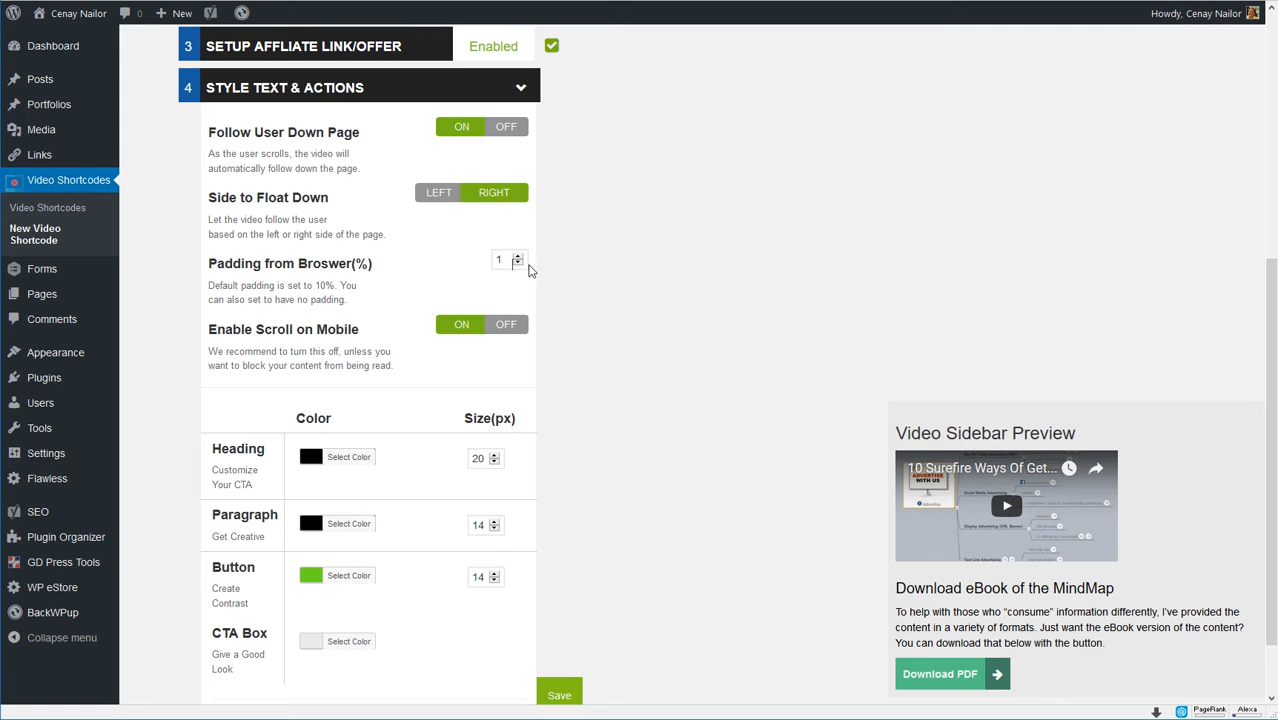 Cenay Nailor
0
New
Howdy, Cenay Nailor
Dashboard
Posts
Portfolios
Media
Links
Video Shortcodes
Video Shortcodes
New Video
Shortcode
Forms
Pages
Comments
Appearance
Plugins
Users
Tools
Settings
Flawless
SEO
Plugin Organizer
GD Press Tools
WP eStore
BackWPup
Collapse menu
3
SETUP AFFLIATE LINK/OFFER
Enabled
4
STYLE TEXT & ACTIONS
Follow User Down Page
ON
OFF
As the user scrolls, the video will
automatically follow down the page.
Side to Float Down
LEFT
RIGHT
Let the video follow the user
based on the left or right side of the page.
Padding from Broswer(%)
1
Default padding is set to 10%. You
can also set to have no padding.
Enable Scroll on Mobile
ON
OFF
We recommend to turn this off, unless you
want to block your content from being read.
Color
Size(px)
Heading
Customize
Your CTA
Select Color
20
Paragraph
Get Creative
Select Color
14
Button
Create
Contrast
Select Color
14
CTA Box
Give a Good
Look
Select Color
Save
Video Sidebar Preview
10 Surefire Ways Of Get...
ADVERTISE
WITH US
Download eBook of the MindMap
To help with those who “consume” information differently, I've provided the
content in a variety of formats. Just want the eBook version of the content?
You can download that below with the button.
Download PDF
PageRank
Alexa